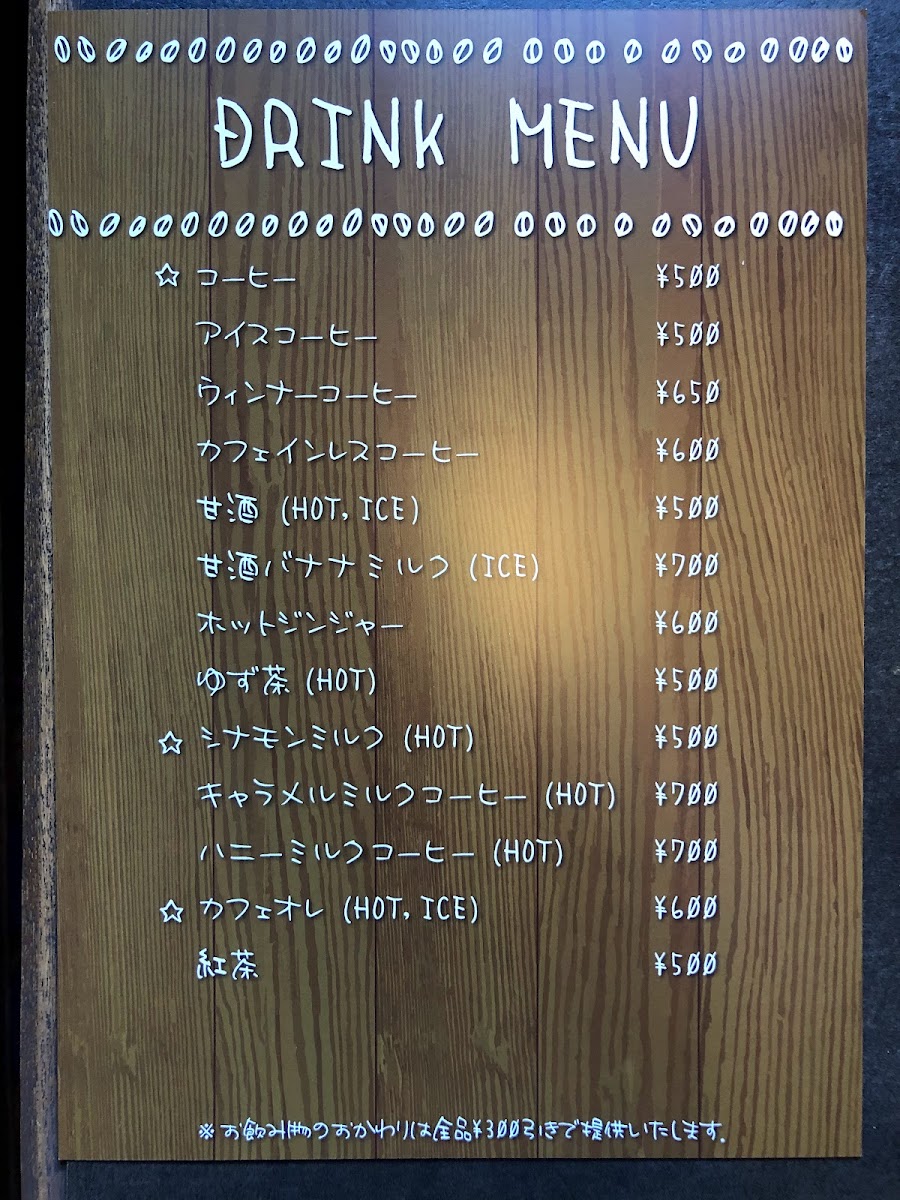 DRINK MENU
☆ コーヒー ¥500
アイスコーヒー ¥500
ウィンナーコーヒー ¥650
カフェインレスコーヒー ¥600
甘酒 (HOT, ICE) ¥500
甘酒バナナミルク (ICE) ¥700
ホットジンジャー ¥600
ゆず茶 (HOT) ¥500
☆ シナモンミルク (HOT) ¥500
キャラメルミルクコーヒー (HOT) ¥700
ハニーミルクコーヒー (HOT) ¥700
☆ カフェオレ (HOT, ICE) ¥600
紅茶 ¥500
※お飲み物のおかわりは全品¥300引きで提供いたします.